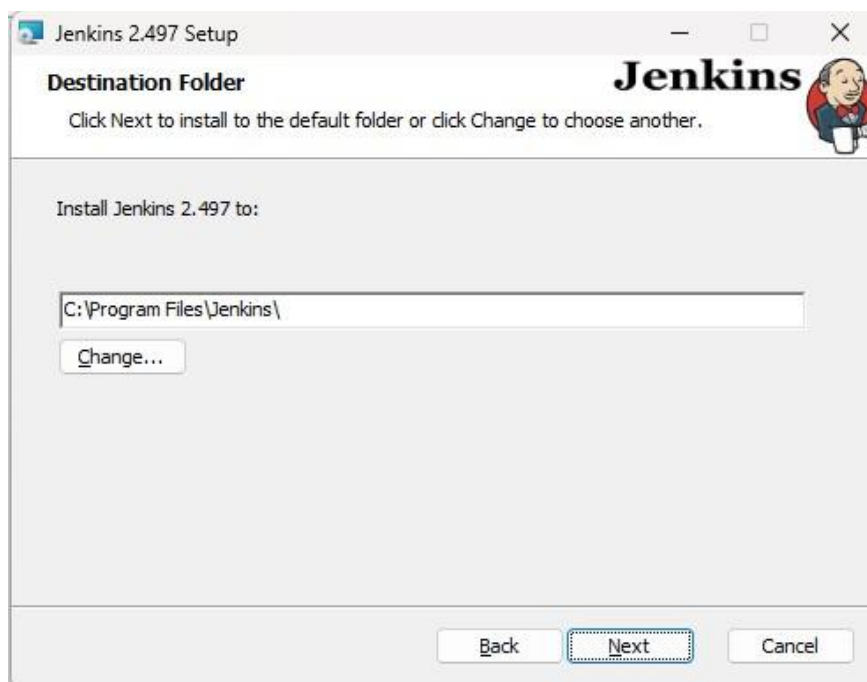 Jenkins 2.497 Setup
Destination Folder
Jenkins
Click Next to install to the default folder or click Change to choose another.
Install Jenkins 2.497 to:
C:\Program Files\Jenkins\
Change...
Back Next Cancel